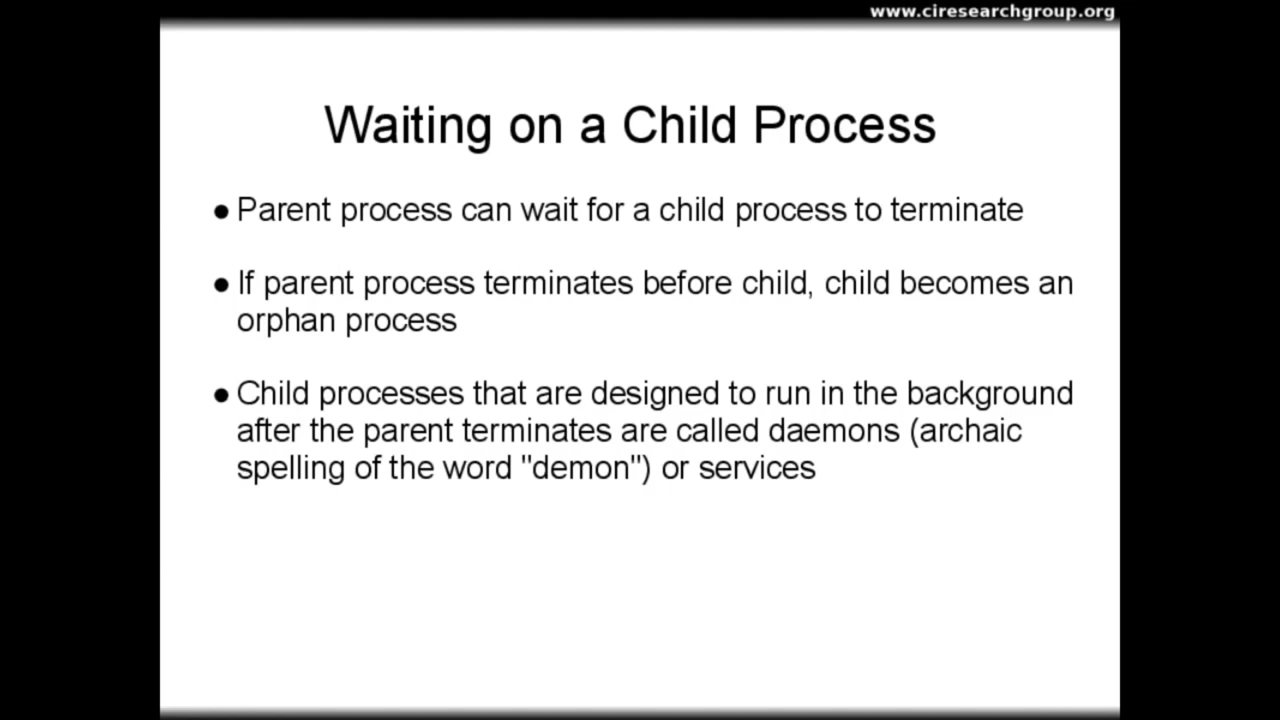 www.ciresearchgroup.org
Waiting on a Child Process
● Parent process can wait for a child process to terminate
● If parent process terminates before child, child becomes an
orphan process
● Child processes that are designed to run in the background
after the parent terminates are called daemons (archaic
spelling of the word "demon") or services